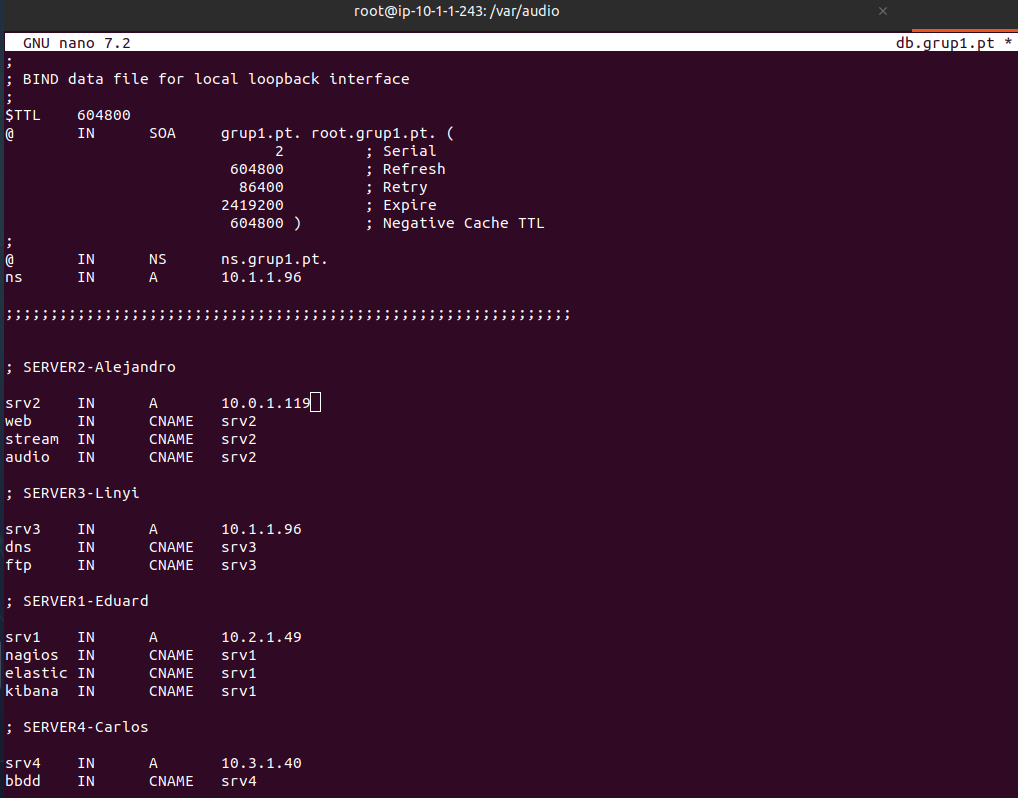 root@ip-10-1-1-243: /var/audio ×
GNU nano 7.2 db.grup1.pt *
;
; BIND data file for local loopback interface
;
$TTL 604800
@ IN SOA grup1.pt. root.grup1.pt. (
2 ; Serial
604800 ; Refresh
86400 ; Retry
2419200 ; Expire
604800 ) ; Negative Cache TTL
;
@ IN NS ns.grup1.pt.
ns IN A 10.1.1.96
;;;;;;;;;;;;;;;;;;;;;;;;;;;;;;;;;;;;;;;;;;;;;;;;;;;;;;;;;;;;;;;
; SERVER2-Alejandro
srv2 IN A 10.0.1.119
web IN CNAME srv2
stream IN CNAME srv2
audio IN CNAME srv2
; SERVER3-Linyi
srv3 IN A 10.1.1.96
dns IN CNAME srv3
ftp IN CNAME srv3
; SERVER1-Eduard
srv1 IN A 10.2.1.49
nagios IN CNAME srv1
elastic IN CNAME srv1
kibana IN CNAME srv1
; SERVER4-Carlos
srv4 IN A 10.3.1.40
bbdd IN CNAME srv4